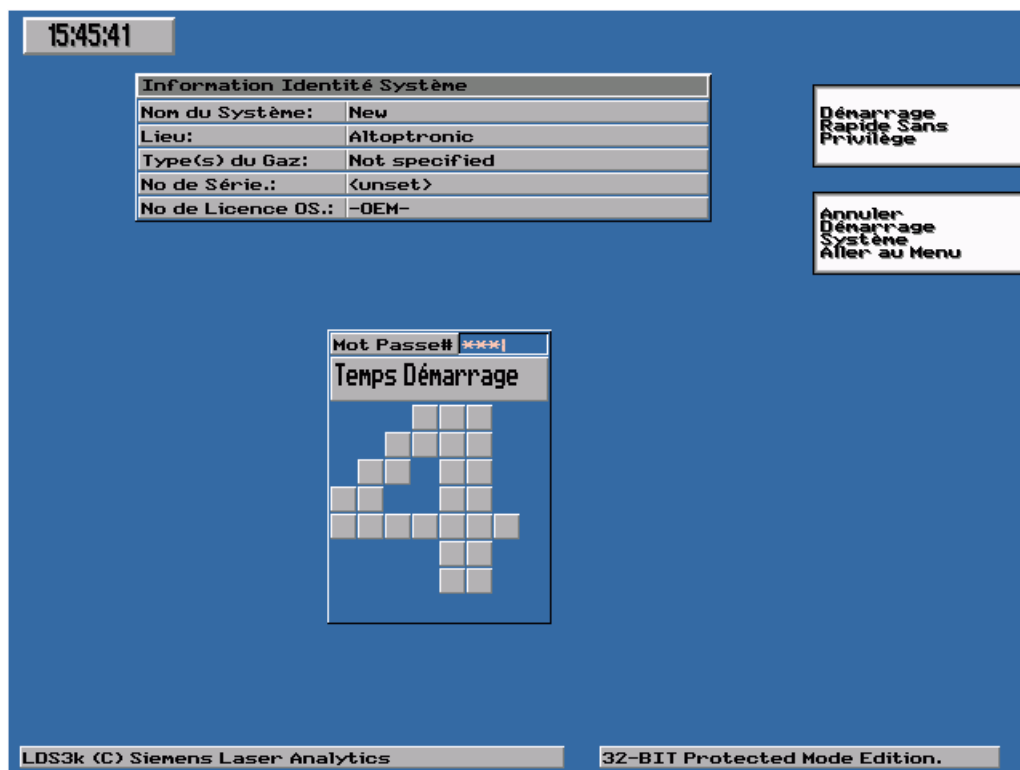 15:45:41
Information Identité Système
Nom du Système: New
Lieu: Altoptronic
Type(s) du Gaz: Not specified
No de Série.: <unset>
No de Licence OS.: -OEM-
Démarrage
Rapide Sans
Privilège
Annuler
Démarrage
Système
Aller au Menu
Mot Passe# ***|
Temps Démarrage
4
LDS3k (C) Siemens Laser Analytics
32-BIT Protected Mode Edition.